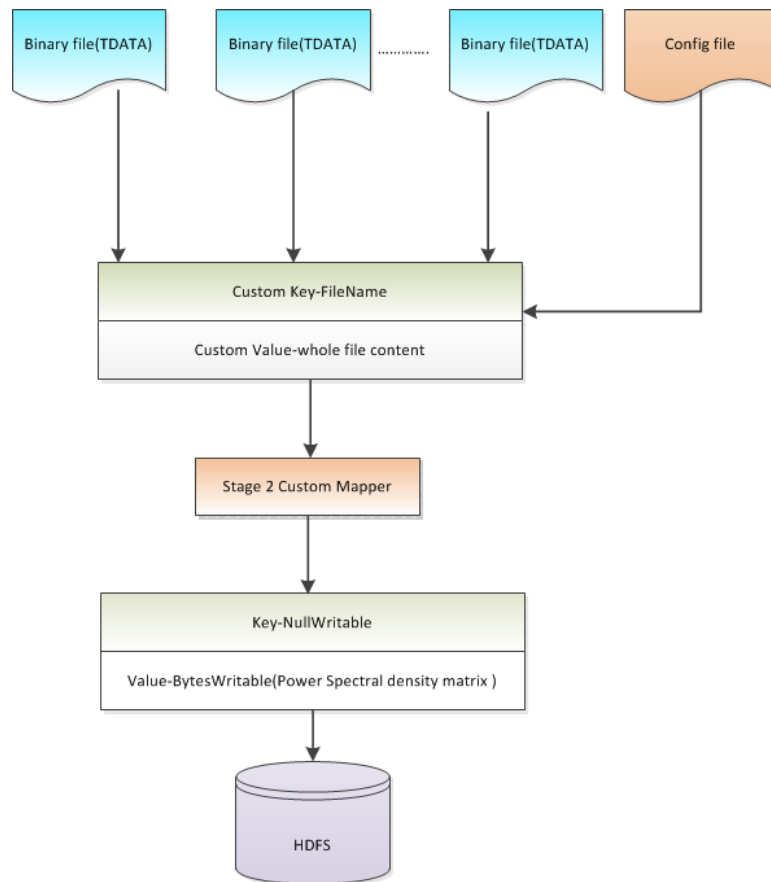 Binary file(TDATA)
Binary file(TDATA)
.............
Binary file(TDATA)
Config file
Custom Key-FileName
Custom Value-whole file content
Stage 2 Custom Mapper
Key-NullWritable
Value-BytesWritable(Power Spectral density matrix )
HDFS